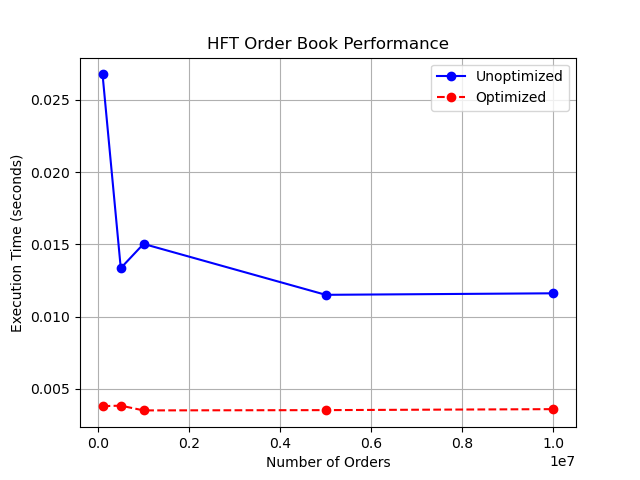 HFT Order Book Performance
Unoptimized
Optimized
Execution Time (seconds)
0.025
0.020
0.015
0.010
0.005
0.0 0.2 0.4 0.6 0.8 1.0
1e7
Number of Orders